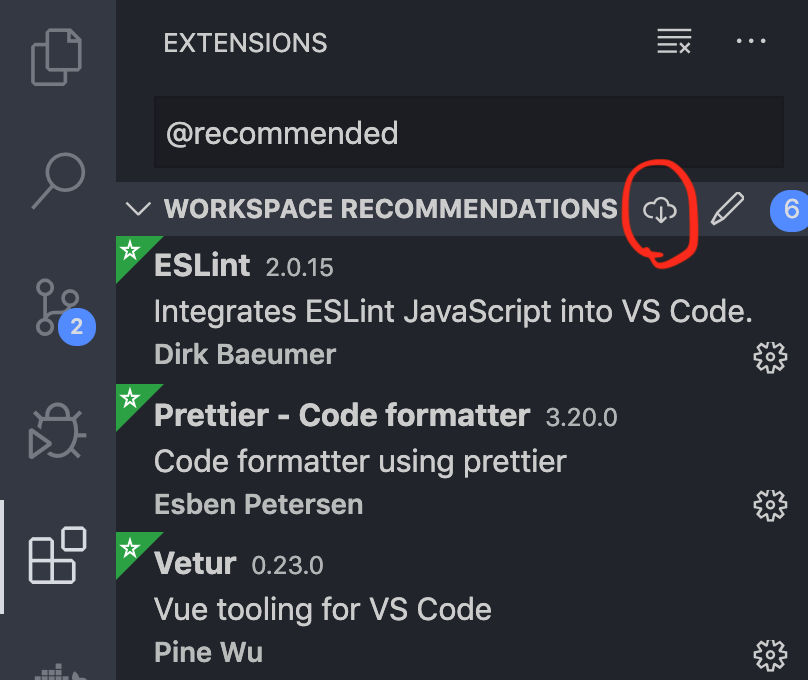 EXTENSIONS
@recommended
WORKSPACE RECOMMENDATIONS 6
ESLint 2.0.15
Integrates ESLint JavaScript into VS Code.
2
Dirk Baeumer
Prettier - Code formatter 3.20.0
Code formatter using prettier
Esben Petersen
Vetur 0.23.0
Vue tooling for VS Code
Pine Wu